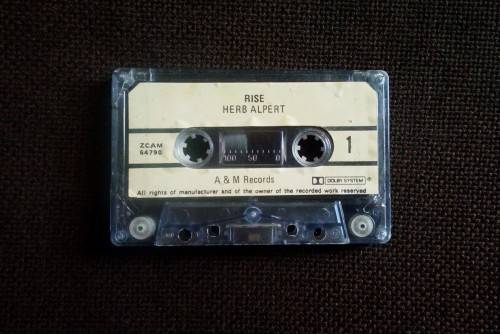 RISE
HERB ALPERT
ZCAM
64790
1
100 50 0
A & M Records
DOLBY SYSTEM ®
All rights of manufacturer and of the owner of the recorded work reserved